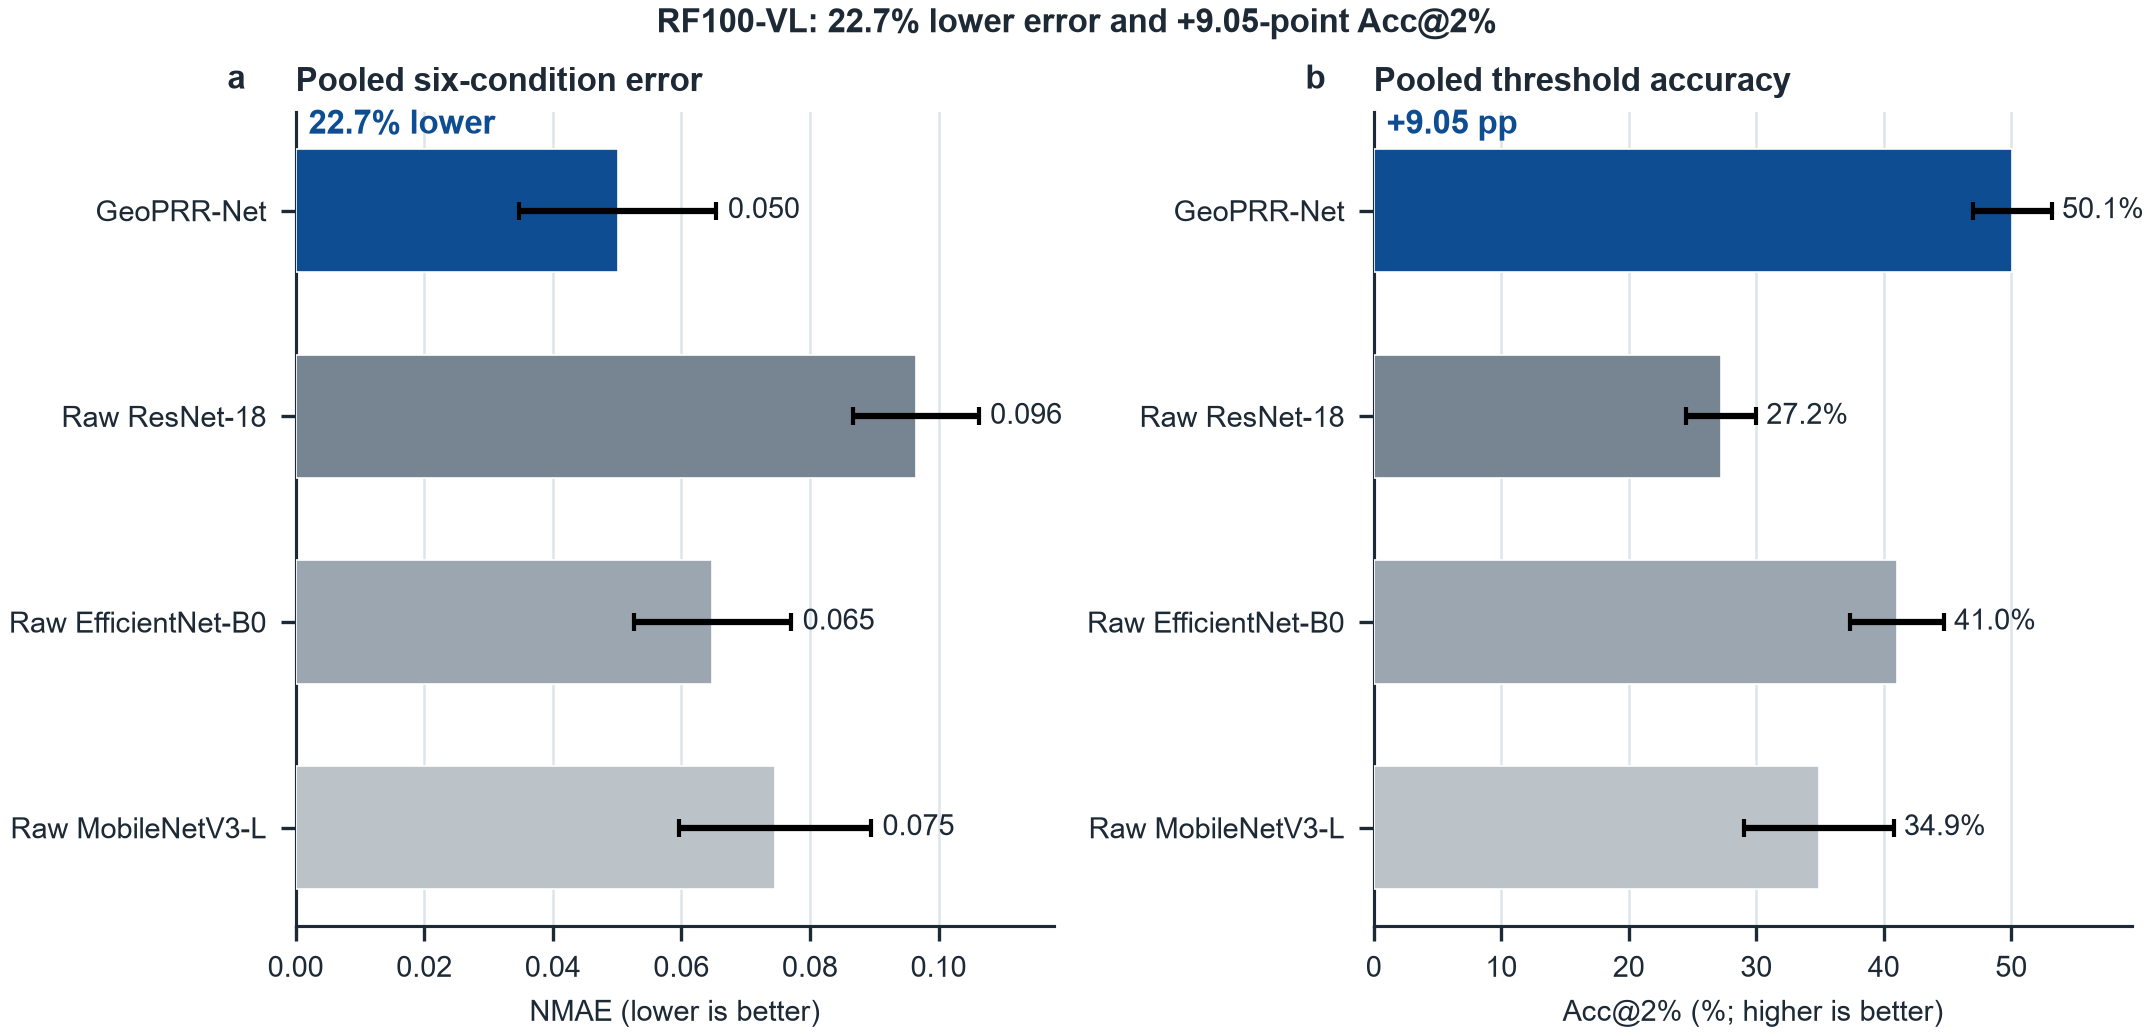 RF100-VL: 22.7% lower error and +9.05-point Acc@2%
a
Pooled six-condition error
22.7% lower
GeoPRR-Net
0.050
Raw ResNet-18
0.096
Raw EfficientNet-B0
0.065
Raw MobileNetV3-L
0.075
0.00 0.02 0.04 0.06 0.08 0.10
NMAE (lower is better)
b
Pooled threshold accuracy
+9.05 pp
GeoPRR-Net
50.1%
Raw ResNet-18
27.2%
Raw EfficientNet-B0
41.0%
Raw MobileNetV3-L
34.9%
0 10 20 30 40 50
Acc@2% (%; higher is better)